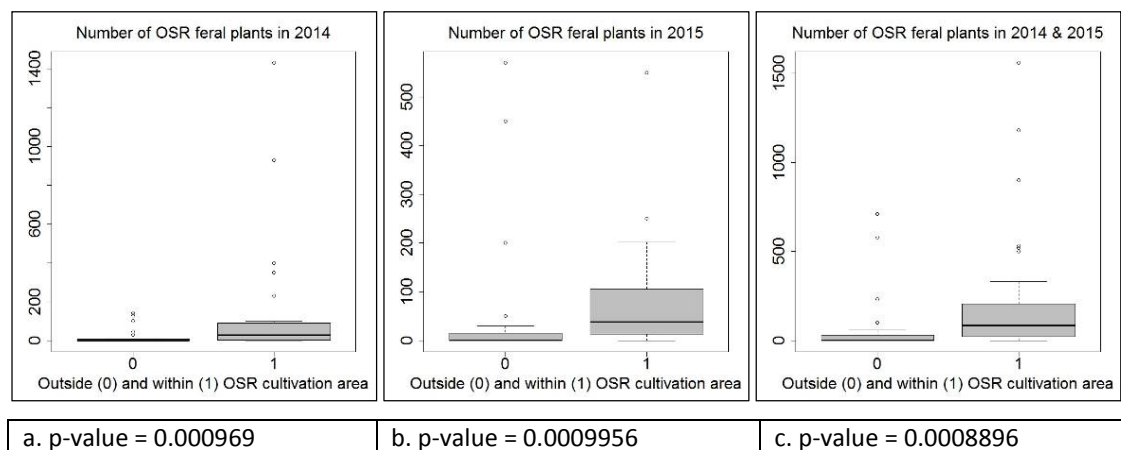 Number of OSR feral plants in 2014
1400
1000
600
200
0
0 1
Outside (0) and within (1) OSR cultivation area
Number of OSR feral plants in 2015
500
400
300
200
100
0
0 1
Outside (0) and within (1) OSR cultivation area
Number of OSR feral plants in 2014 & 2015
1500
1000
500
0
0 1
Outside (0) and within (1) OSR cultivation area
a. p-value = 0.000969
b. p-value = 0.0009956
c. p-value = 0.0008896